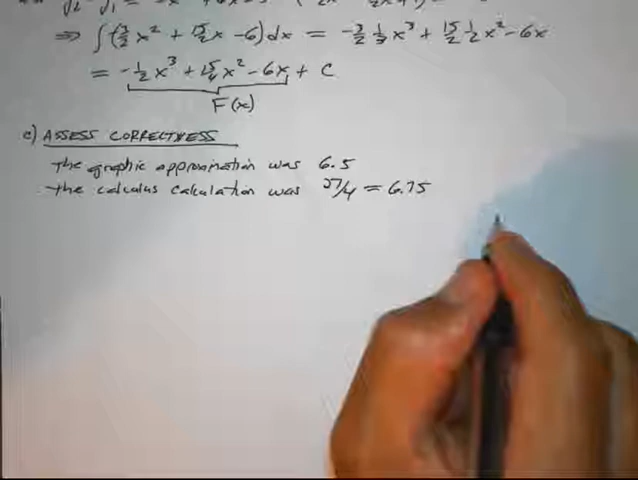 ⇒ ∫(-3/2 x² + 15/2 x - 6) dx = -3/2 1/3 x³ + 15/2 1/2 x² - 6x
= -1/2 x³ + 15/4 x² - 6x + C
F(x)
c) ASSESS CORRECTNESS
The graphic approximation was 6.5
The calculus calculation was 27/4 = 6.75